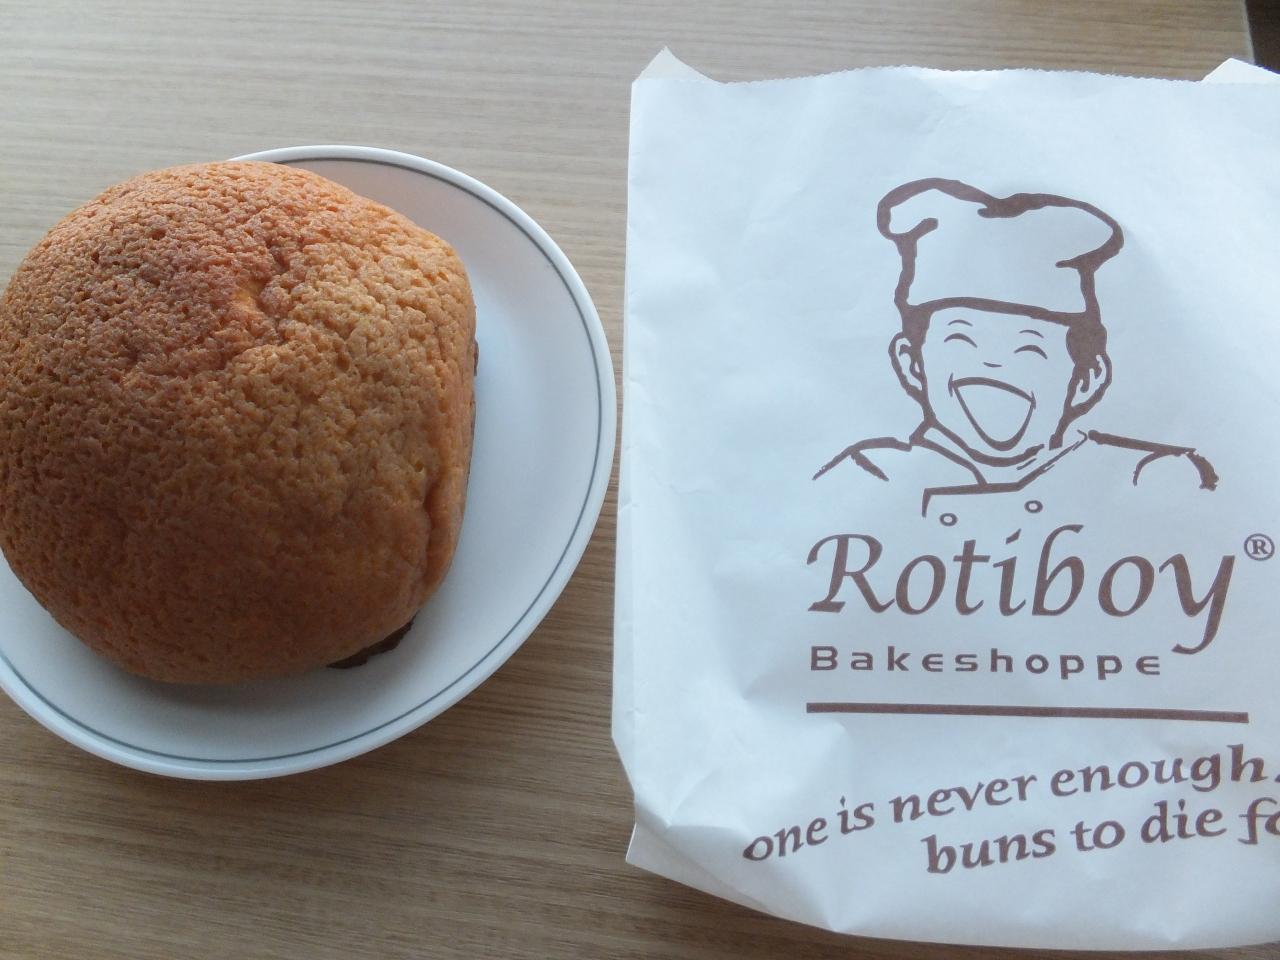 Rotiboy®
Bakeshoppe
one is never enough
buns to die